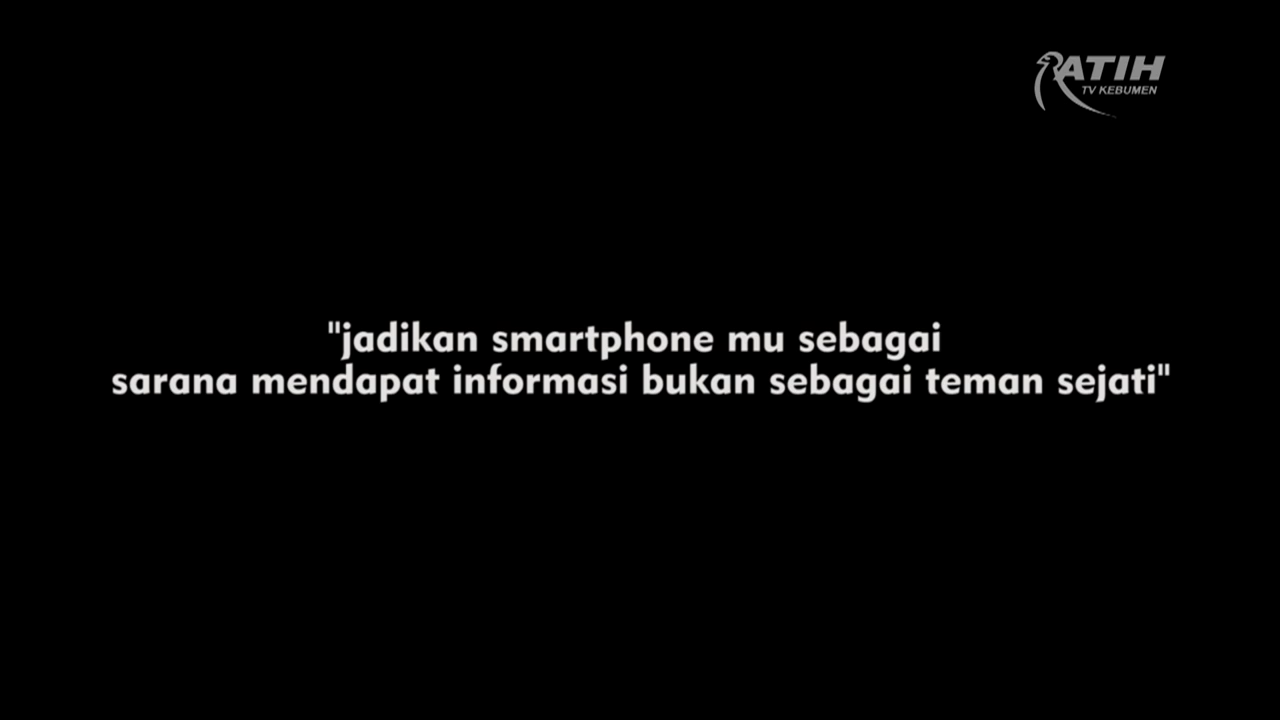 RATIH
TV KEBUMEN
"jadikan smartphone mu sebagai
sarana mendapat informasi bukan sebagai teman sejati"